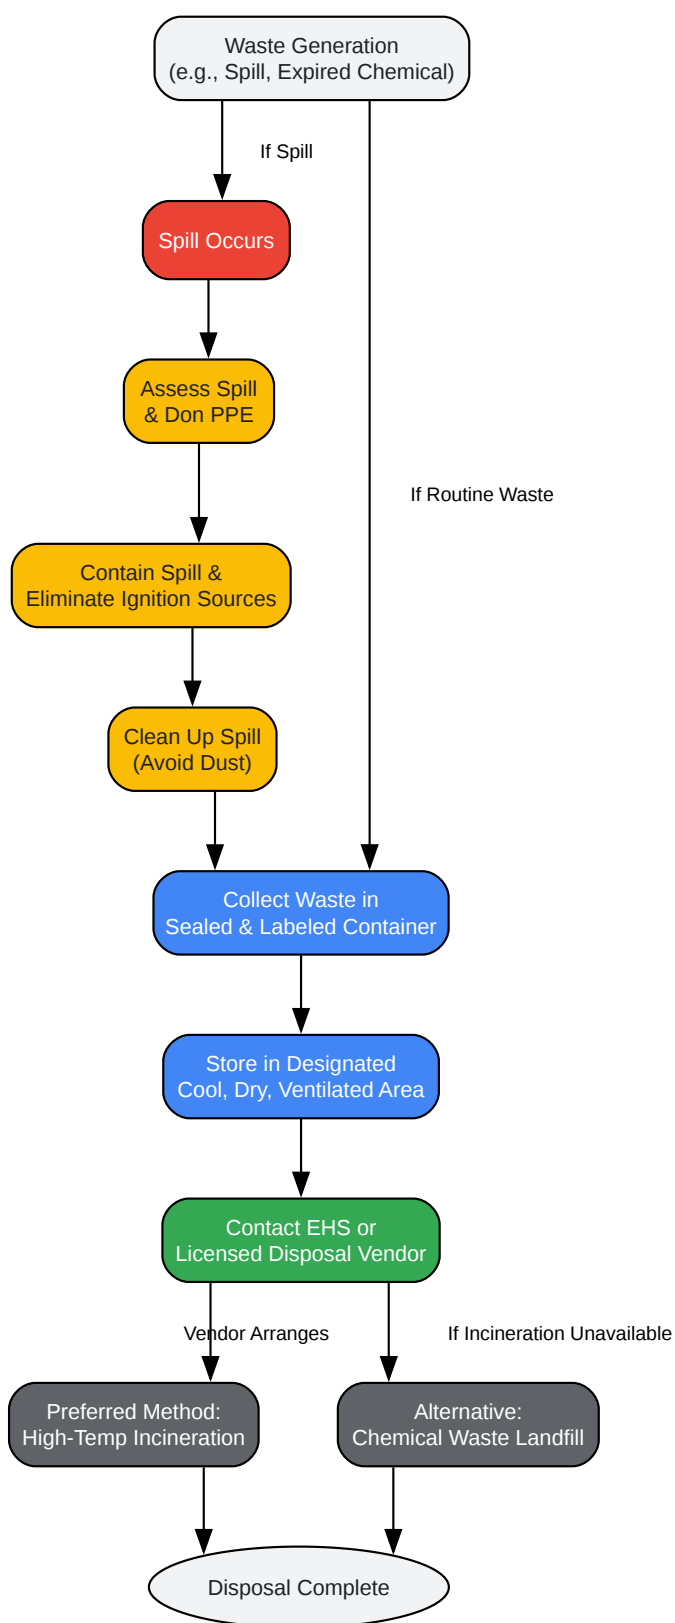 Waste Generation
(e.g., Spill, Expired Chemical)
If Spill
Spill Occurs
Assess Spill
& Don PPE
If Routine Waste
Contain Spill &
Eliminate Ignition Sources
Clean Up Spill
(Avoid Dust)
Collect Waste in
Sealed & Labeled Container
Store in Designated
Cool, Dry, Ventilated Area
Contact EHS or
Licensed Disposal Vendor
Vendor Arranges
If Incineration Unavailable
Preferred Method:
High-Temp Incineration
Alternative:
Chemical Waste Landfill
Disposal Complete